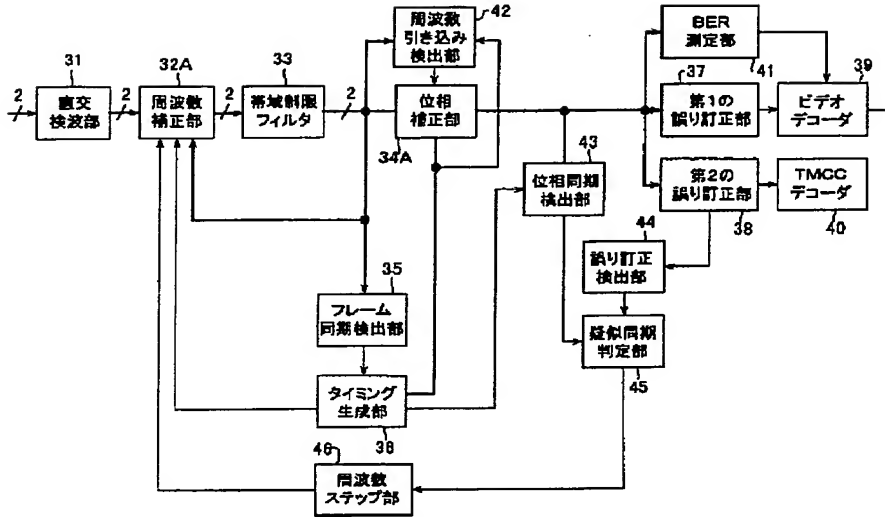 42
周波数
引き込み
検出部
BER
測定部
41
31
32A
33
37
39
2
直交
検波部
2
周波数
補正部
2
帯域制限
フィルタ
2
位相
補正部
34A
第1の
誤り訂正部
ビデオ
デコーダ
43
位相同期
検出部
第2の
誤り訂正部
38
TMCC
デコーダ
40
44
誤り訂正
検出部
35
フレーム
同期検出部
疑似同期
判定部
45
タイミング
生成部
36
46
周波数
ステップ部